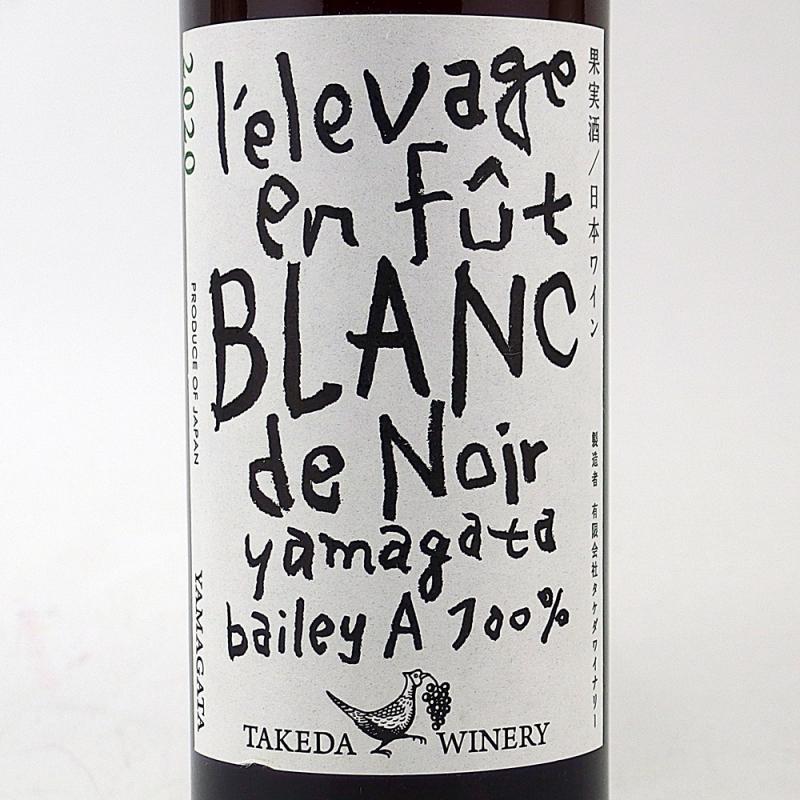 l'élevage
en fût
BLANC
de Noir
yamagata
bailey A 100%
TAKEDA WINERY
2020
PRODUCE OF JAPAN
YAMAGATA
果実酒/日本ワイン
製造者 有限会社タケダワイナリー